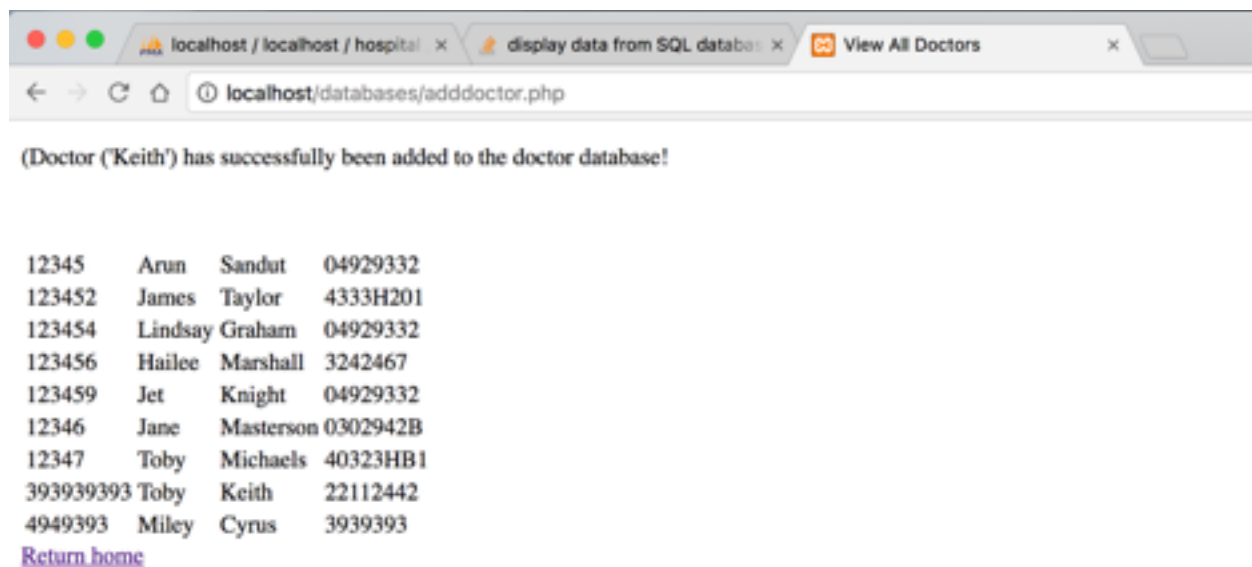 localhost / localhost / hospital
display data from SQL databas
View All Doctors
localhost/databases/adddoctor.php
(Doctor ('Keith') has successfully been added to the doctor database!
12345 Arun Sandut 04929332
123452 James Taylor 4333H201
123454 Lindsay Graham 04929332
123456 Hailee Marshall 3242467
123459 Jet Knight 04929332
12346 Jane Masterson 0302942B
12347 Toby Michaels 40323HB1
393939393 Toby Keith 22112442
4949393 Miley Cyrus 3939393
Return home